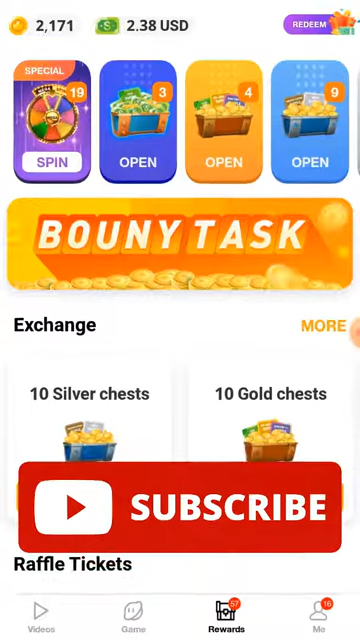 2,171 2.38 USD REDEEM
SPECIAL
19 3 4 9
SPIN OPEN OPEN OPEN
BOUNY TASK
Exchange MORE
10 Silver chests 10 Gold chests
SUBSCRIBE
Raffle Tickets
57 16
Videos Game Rewards Me